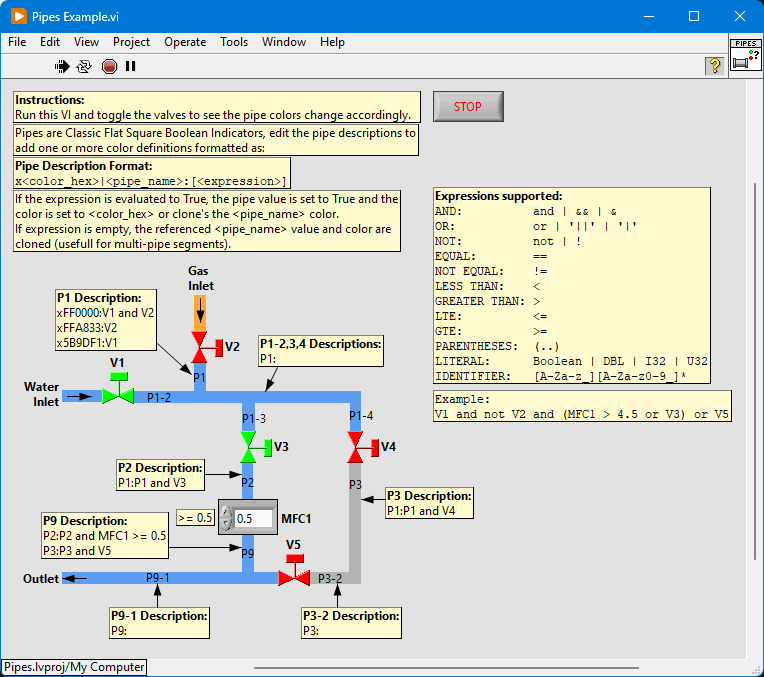 Pipes Example.vi
File Edit View Project Operate Tools Window Help
PIPES
?
Instructions:
Run this VI and toggle the valves to see the pipe colors change accordingly.
STOP
Pipes are Classic Flat Square Boolean Indicators, edit the pipe descriptions to
add one or more color definitions formatted as:
Pipe Description Format:
x<color_hex>|<pipe_name>:[<expression>]
If the expression is evaluated to True, the pipe value is set to True and the
color is set to <color_hex> or clone's the <pipe_name> color.
If expression is empty, the referenced <pipe_name> value and color are
cloned (usefull for multi-pipe segments).
Expressions supported:
AND: and | && | &
OR: or | '||' | '|'
NOT: not | !
EQUAL: ==
NOT EQUAL: !=
LESS THAN: <
GREATER THAN: >
LTE: <=
GTE: >=
PARENTHESES: (..)
LITERAL: Boolean | DBL | I32 | U32
IDENTIFIER: [A-Za-z_][A-Za-z0-9_]*
Example:
V1 and not V2 and (MFC1 > 4.5 or V3) or V5
Gas
Inlet
P1 Description:
xFF0000:V1 and V2
xFFA833:V2
x5B9DF1:V1
V2
P1-2,3,4 Descriptions:
P1:
V1
P1
Water
Inlet
P1-2
P1-3
P1-4
V3
V4
P2 Description:
P1:P1 and V3
P2
P3
P3 Description:
P1:P1 and V4
>= 0.5
0.5
MFC1
P9 Description:
P2:P2 and MFC1 >= 0.5
P3:P3 and V5
P9
V5
Outlet
P9-1
P3-2
P9-1 Description:
P9:
P3-2 Description:
P3:
Pipes.lvproj/My Computer